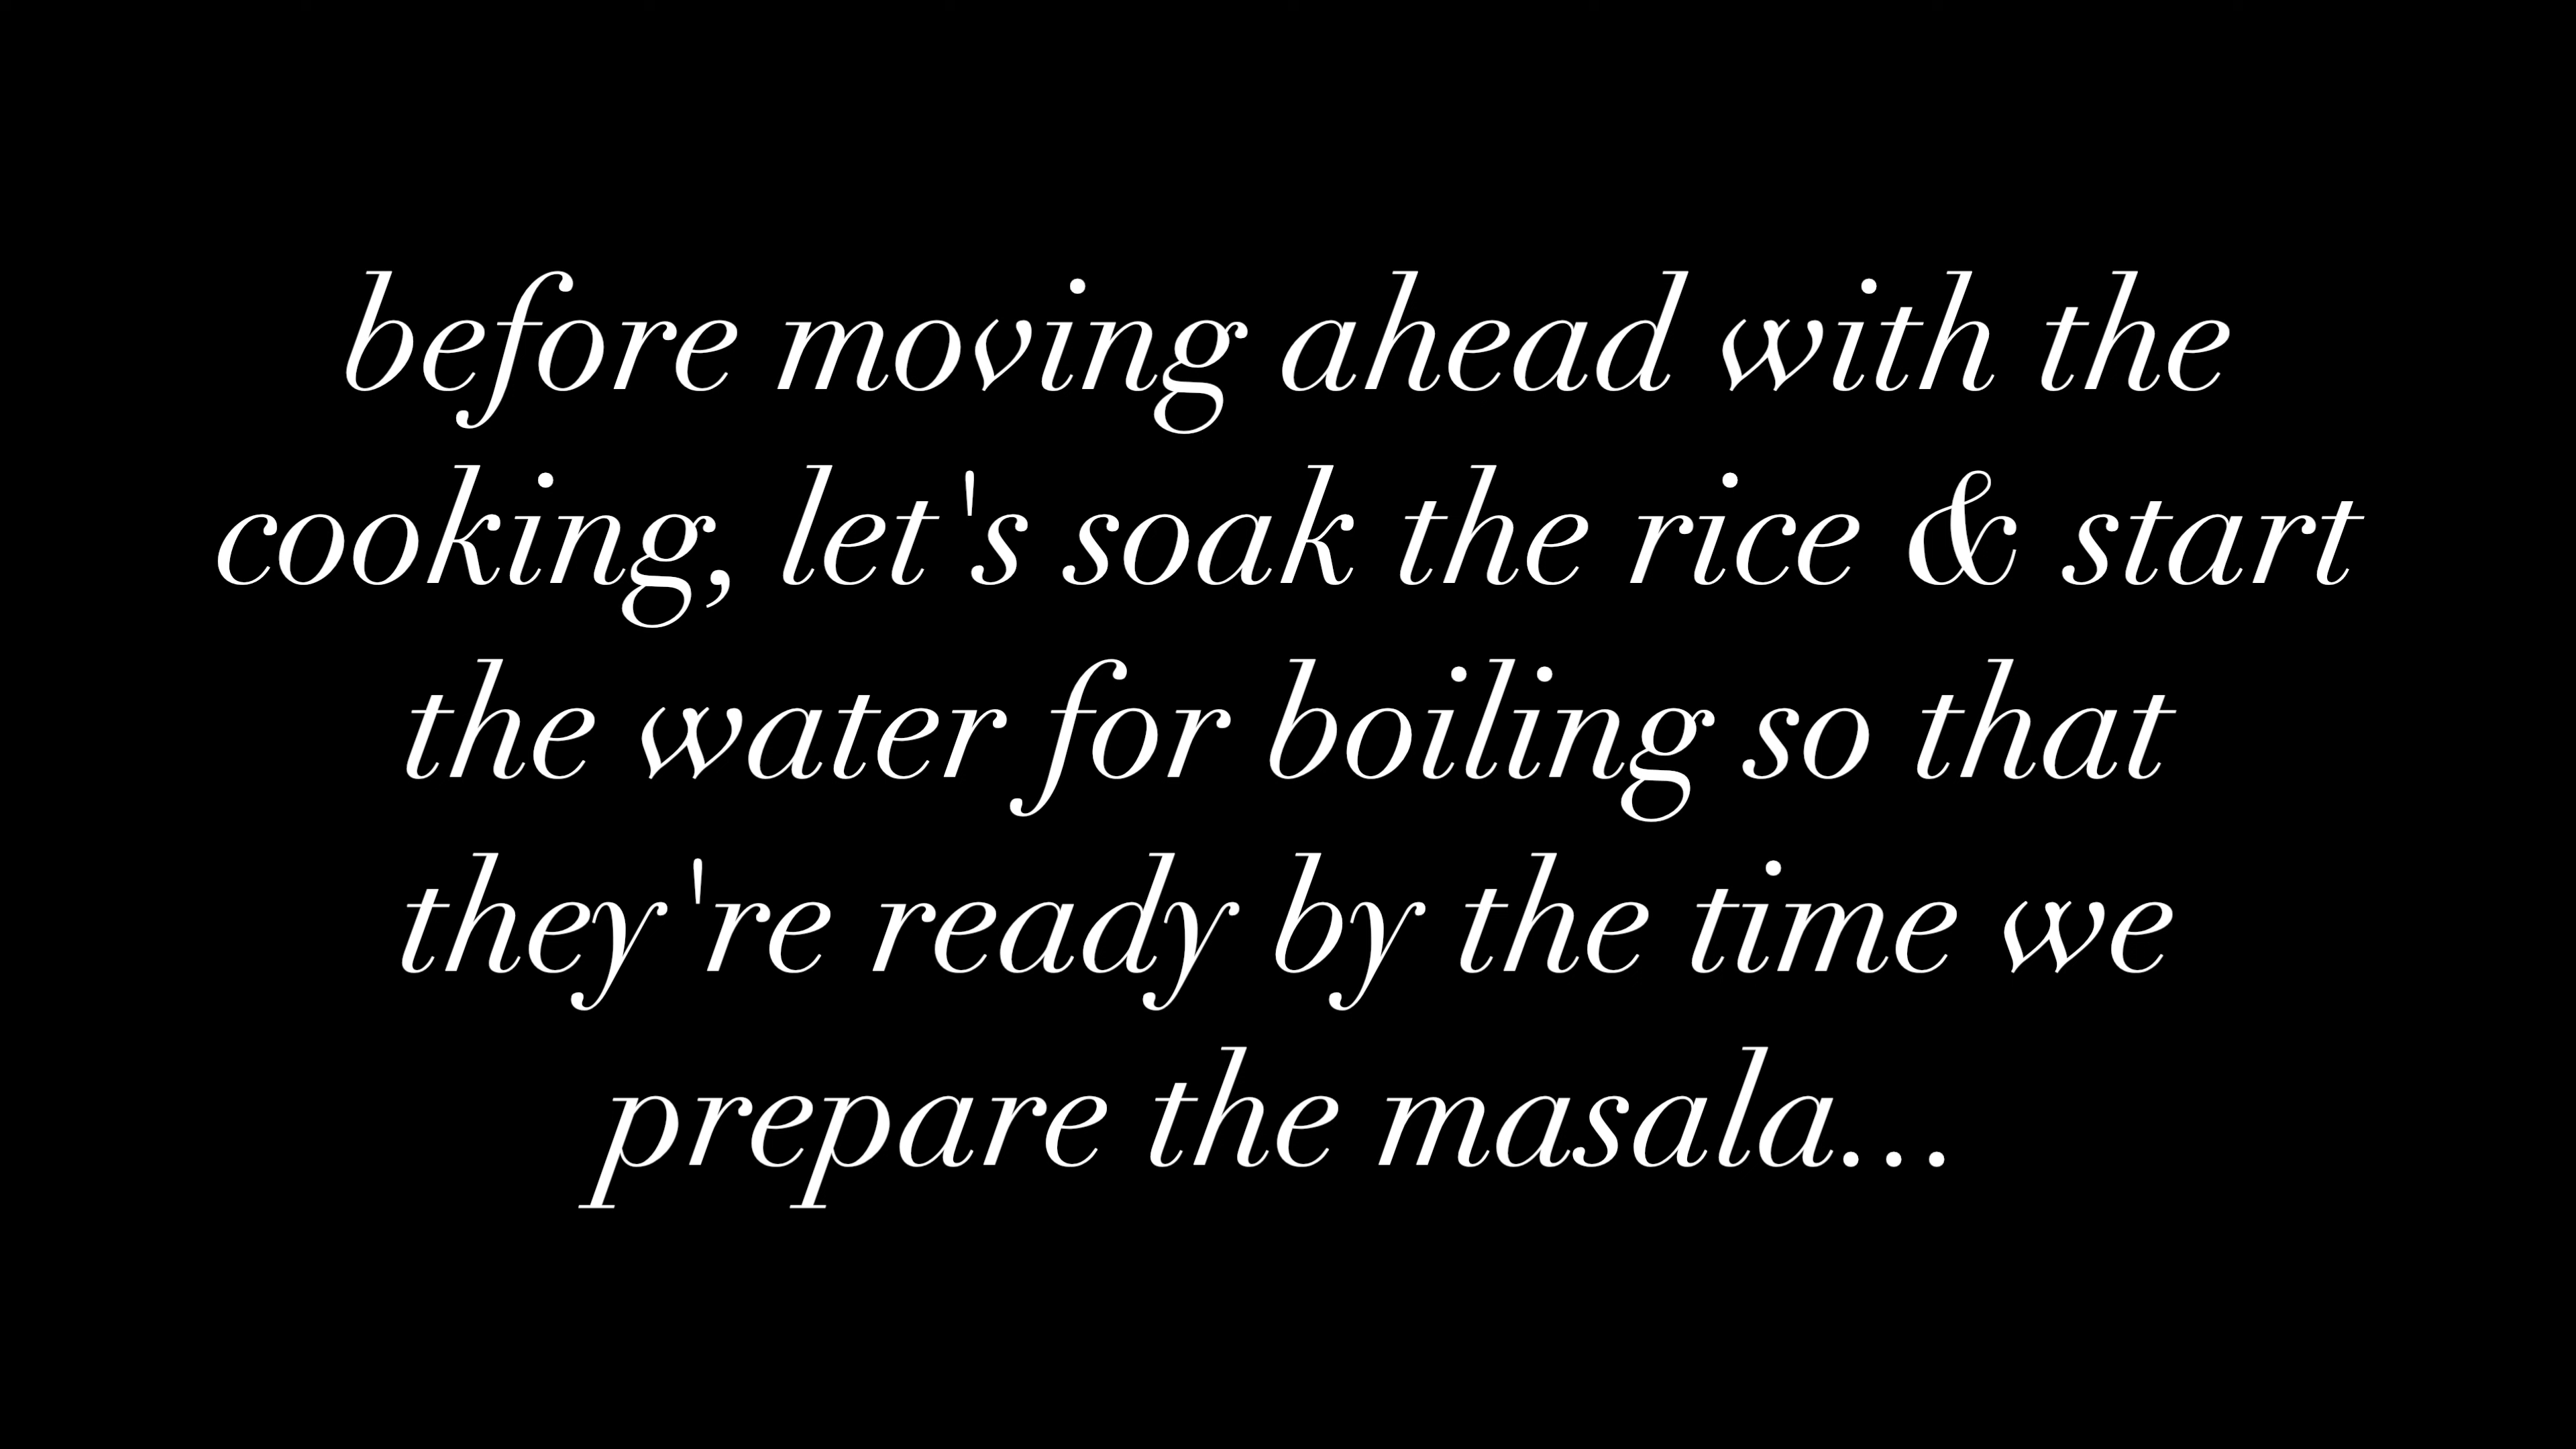 before moving ahead with the
cooking, let's soak the rice & start
the water for boiling so that
they're ready by the time we
prepare the masala...